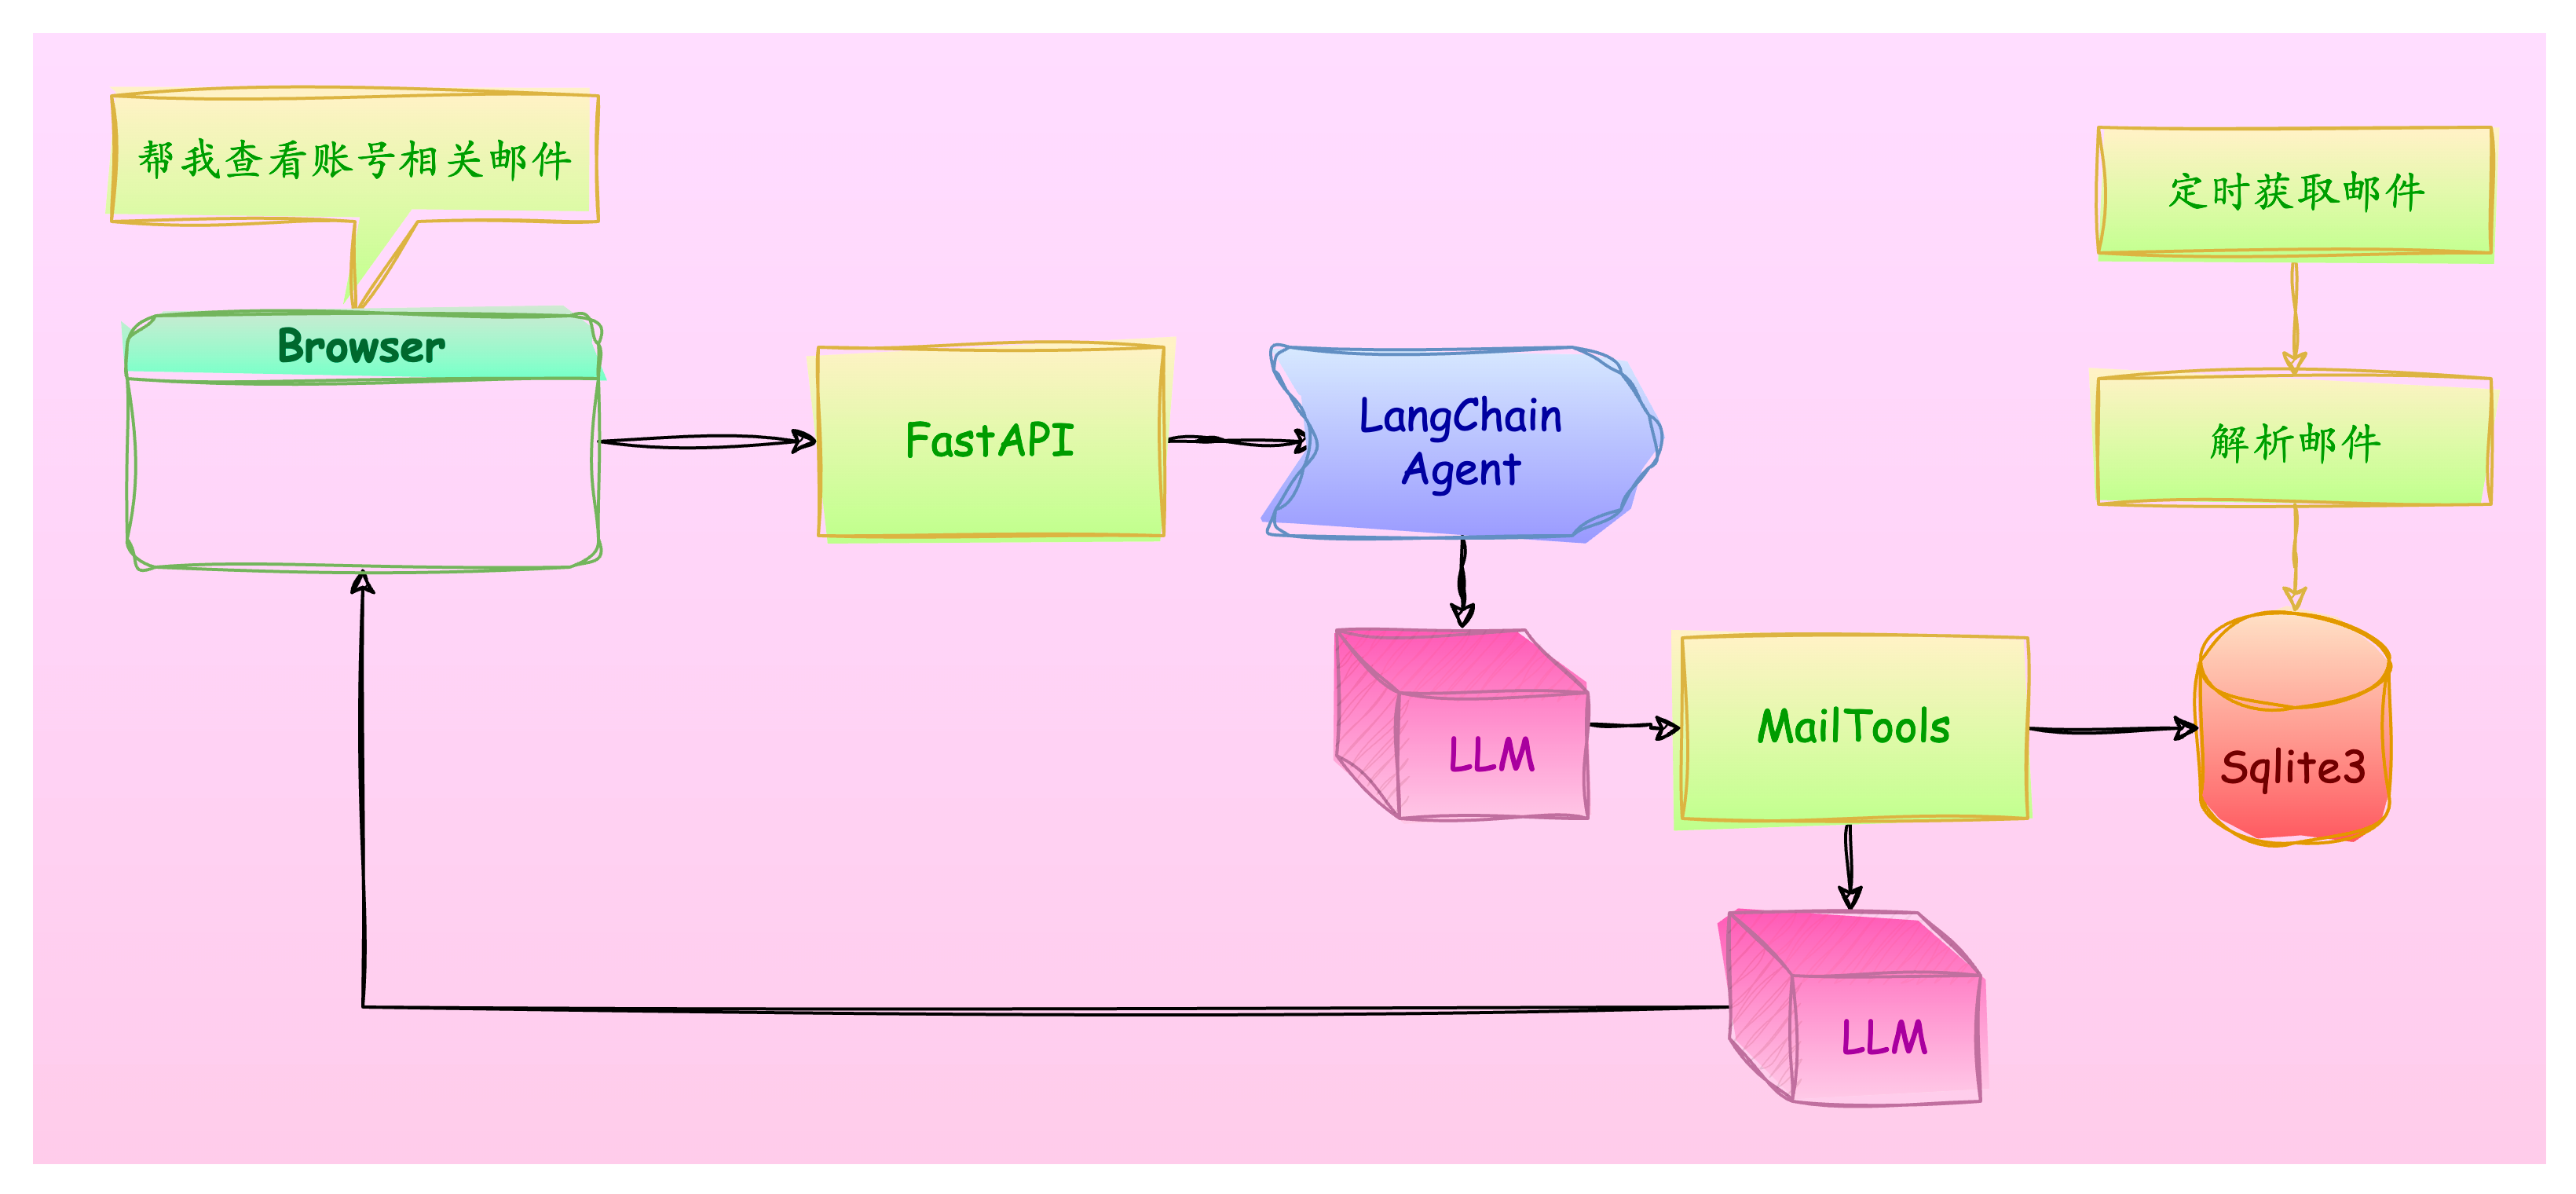 帮我查看账号相关邮件
定时获取邮件
Browser
FastAPI
LangChain
Agent
解析邮件
LLM
MailTools
Sqlite3
LLM